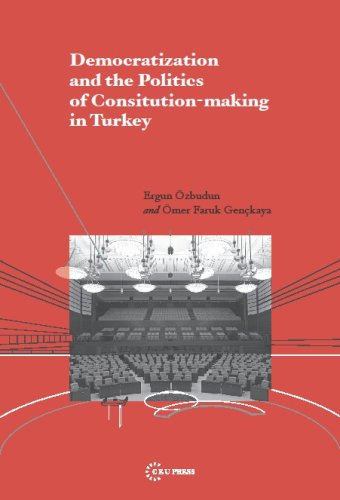 Democratization
and the Politics
of Consitution-making
in Turkey
Ergun Özbudun
and Ömer Faruk Gençkaya
CEU PRESS